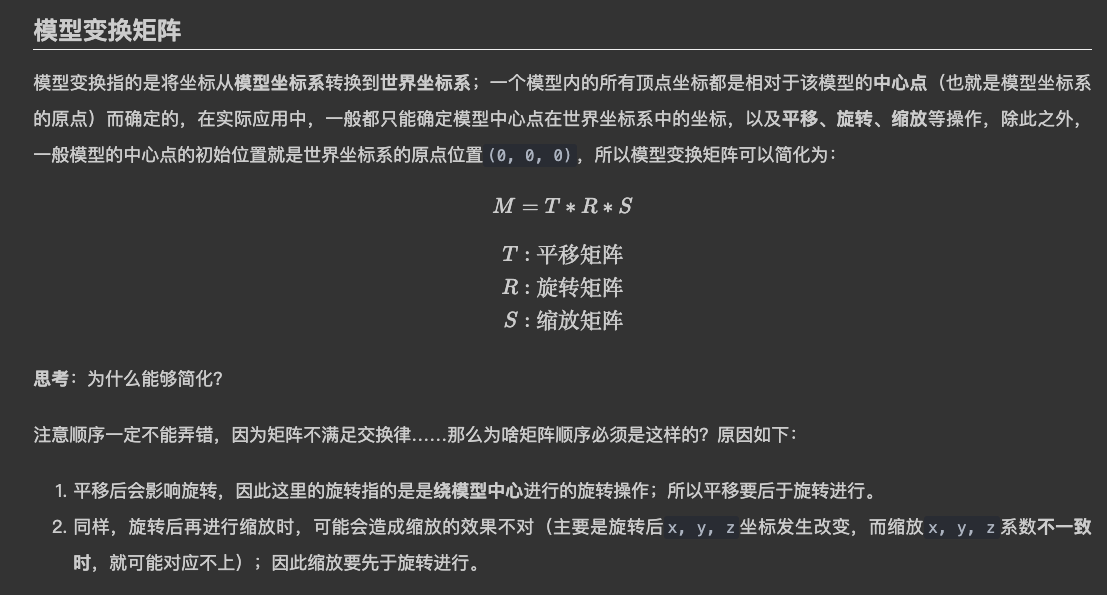 模型变换矩阵
模型变换指的是将坐标从模型坐标系转换到世界坐标系；一个模型内的所有顶点坐标都是相对于该模型的中心点（也就是模型坐标系
的原点）而确定的，在实际应用中，一般都只能确定模型中心点在世界坐标系中的坐标，以及平移、旋转、缩放等操作，除此之外，
一般模型的中心点的初始位置就是世界坐标系的原点位置(0, 0, 0)，所以模型变换矩阵可以简化为：
M = T ∗ R ∗ S
T : 平移矩阵
R : 旋转矩阵
S : 缩放矩阵
思考：为什么能够简化？
注意顺序一定不能弄错，因为矩阵不满足交换律……那么为啥矩阵顺序必须是这样的？原因如下：
1. 平移后会影响旋转，因此这里的旋转指的是是绕模型中心进行的旋转操作；所以平移要后于旋转进行。
2. 同样，旋转后再进行缩放时，可能会造成缩放的效果不对（主要是旋转后x, y, z坐标发生改变，而缩放x, y, z系数不一致
时，就可能对应不上）；因此缩放要先于旋转进行。